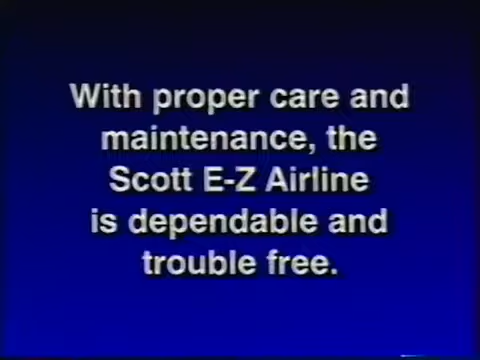 With proper care and
maintenance, the
Scott E-Z Airline
is dependable and
trouble free.